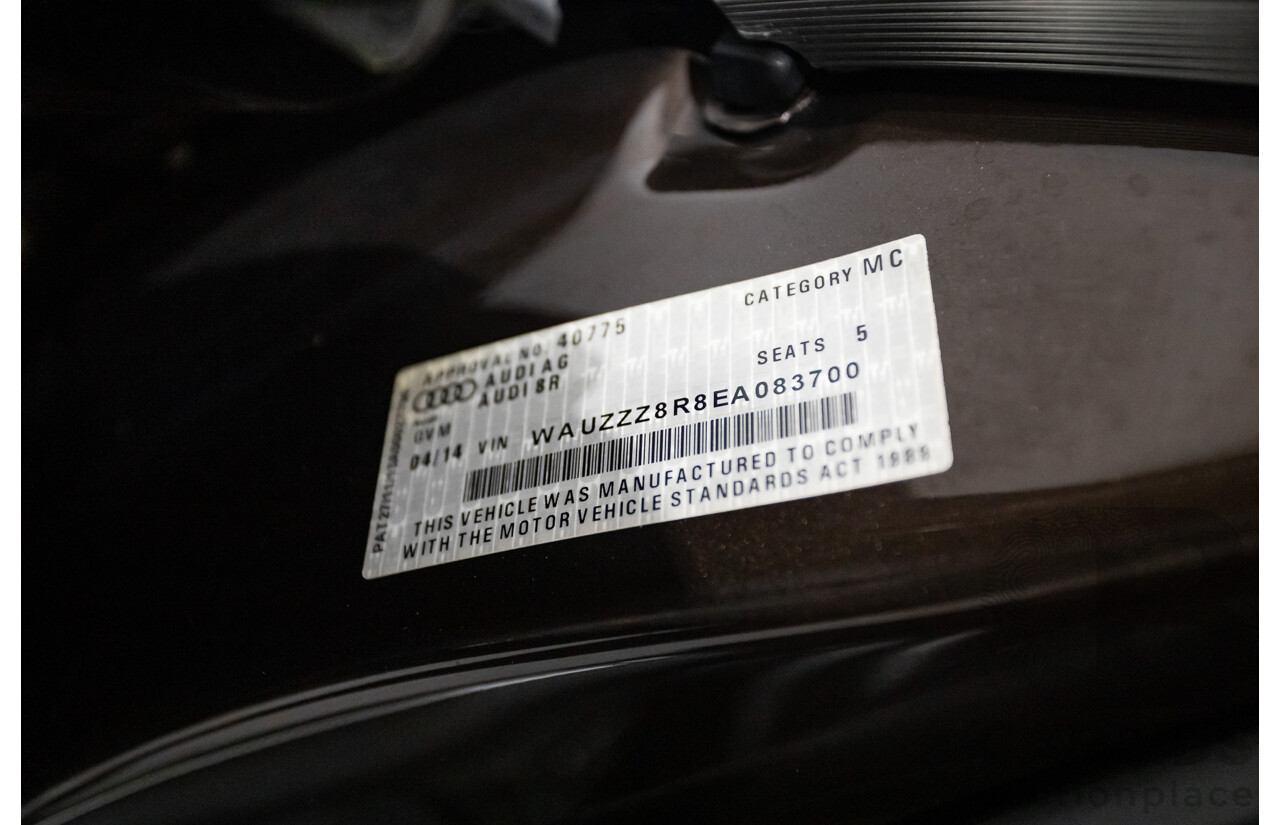 APPROVAL NO. 40775
CATEGORY MC
AUDI AG
AUDI 8R
SEATS 5
GVM
04/14 VIN WAUZZZ8R8EA083700
THIS VEHICLE WAS MANUFACTURED TO COMPLY
WITH THE MOTOR VEHICLE STANDARDS ACT 1989
PAT